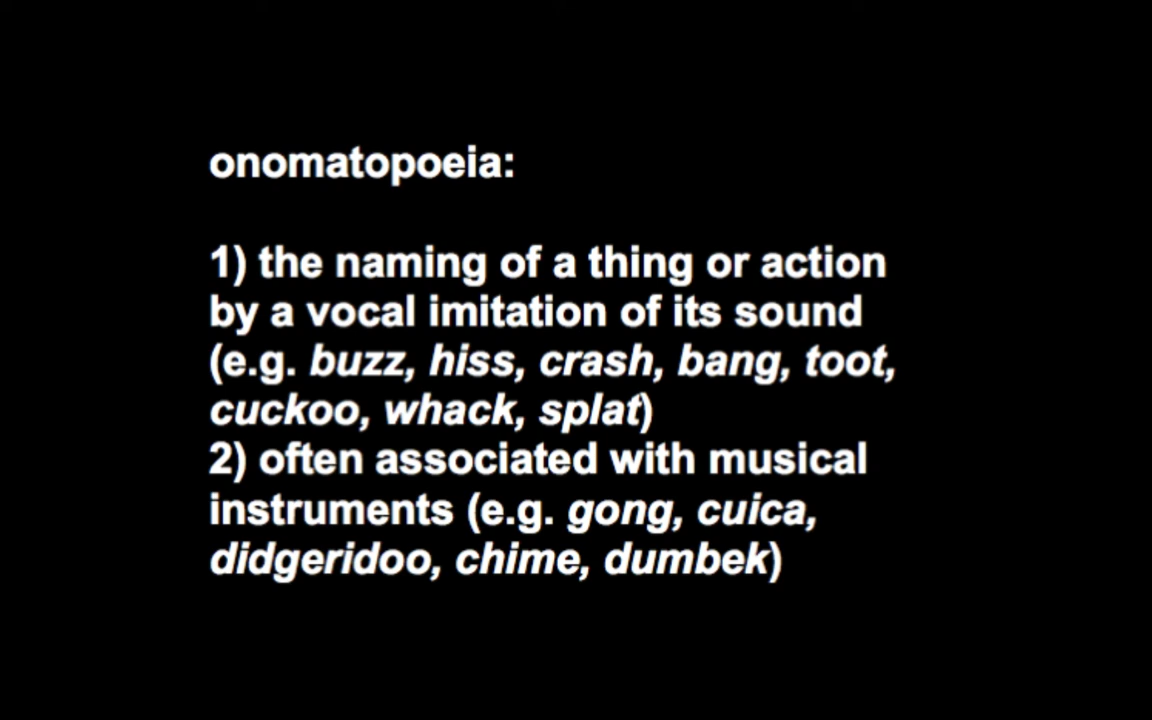 onomatopoeia:
1) the naming of a thing or action
by a vocal imitation of its sound
(e.g. buzz, hiss, crash, bang, toot,
cuckoo, whack, splat)
2) often associated with musical
instruments (e.g. gong, cuica,
didgeridoo, chime, dumbek)